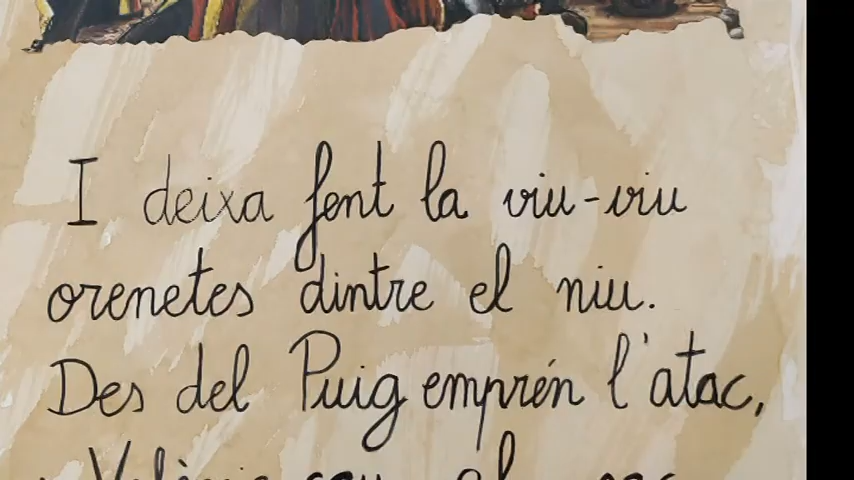 I deixa fent la viu-viu
orenetes dintre el niu.
Des del Puig emprén l'atac,